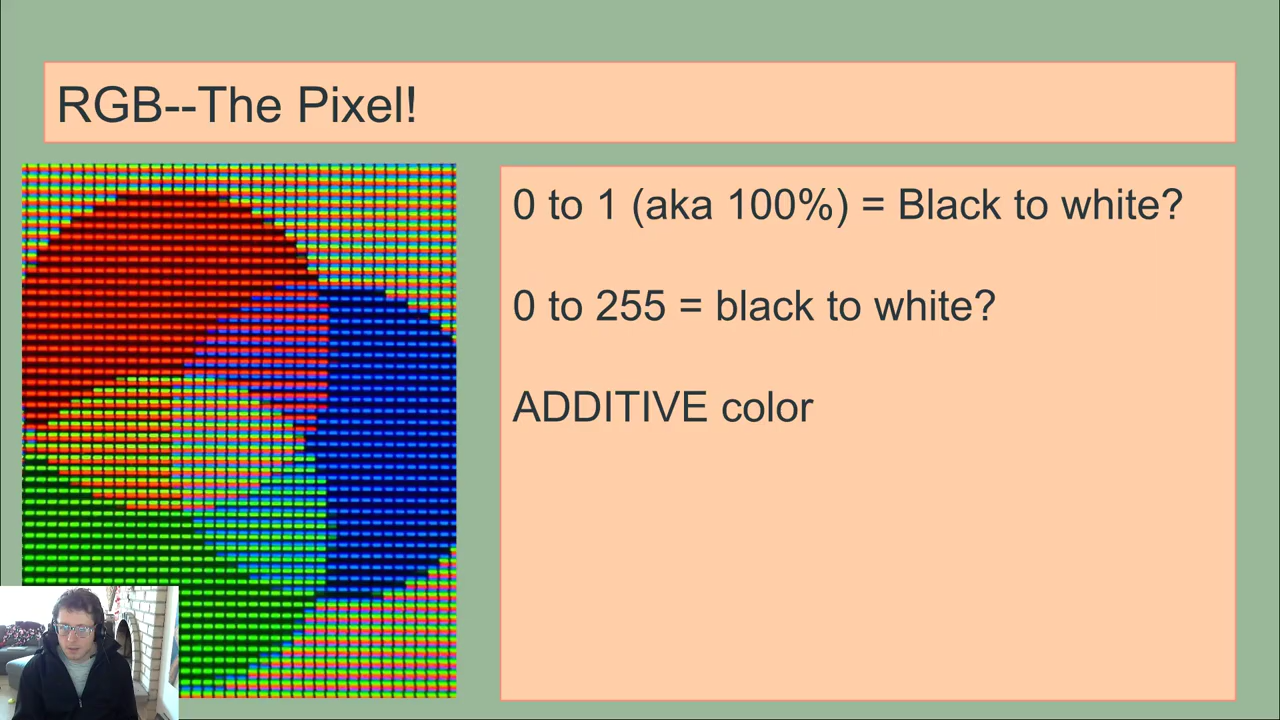 RGB--The Pixel!
0 to 1 (aka 100%) = Black to white?
0 to 255 = black to white?
ADDITIVE color